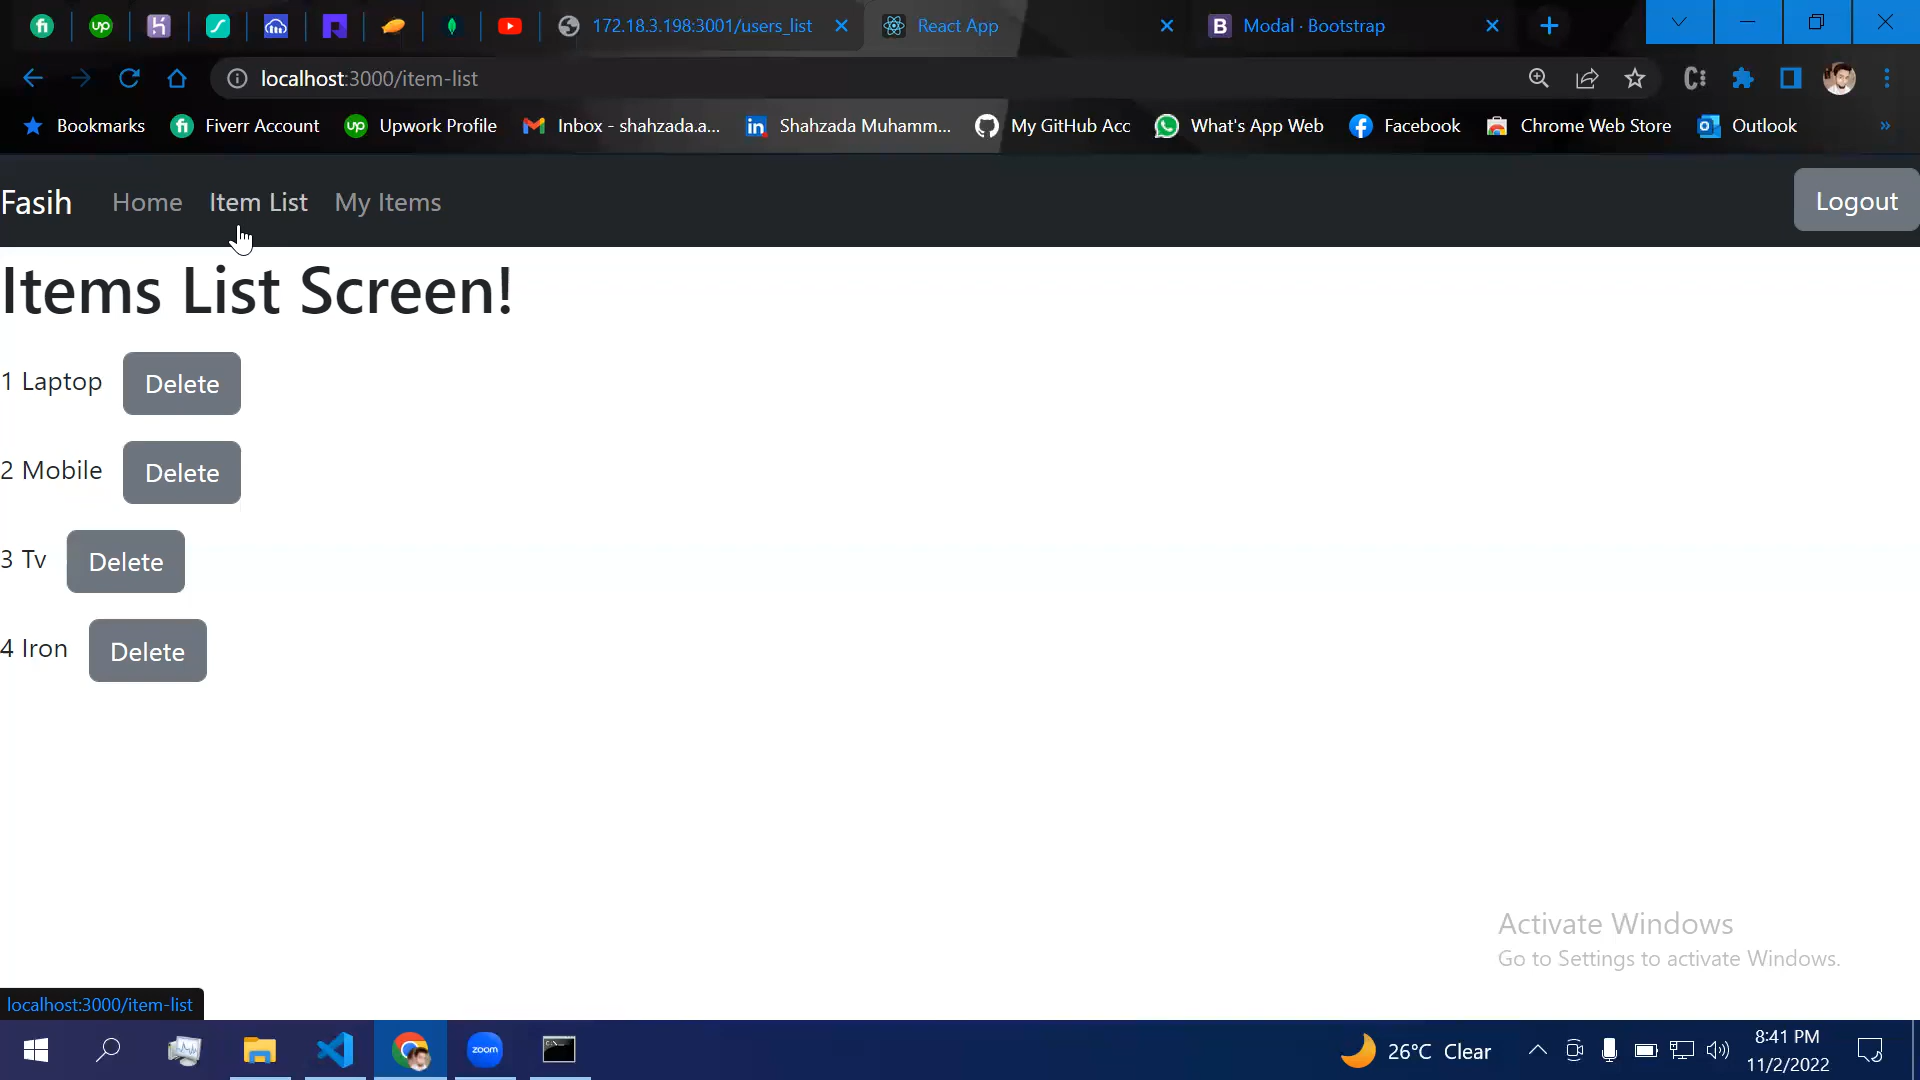 172.18.3.198:3001/users_list
React App
Modal · Bootstrap
localhost:3000/item-list
Bookmarks
Fiverr Account
Upwork Profile
Inbox - shahzada.a...
Shahzada Muhamm...
My GitHub Acc
What's App Web
Facebook
Chrome Web Store
Outlook
»
Fasih Home Item List My Items Logout
Items List Screen!
1 Laptop Delete
2 Mobile Delete
3 Tv Delete
4 Iron Delete
Activate Windows
Go to Settings to activate Windows.
localhost:3000/item-list
zoom
26°C Clear
8:41 PM
11/2/2022